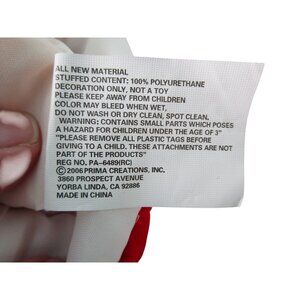 ALL NEW MATERIAL
STUFFED CONTENT: 100% POLYURETHANE
DECORATION ONLY, NOT A TOY
PLEASE KEEP AWAY FROM CHILDREN
COLOR MAY BLEED WHEN WET,
DO NOT WASH OR DRY CLEAN, SPOT CLEAN.
"WARNING: CONTAINS SMALL PARTS WHICH POSES
A HAZARD FOR CHILDREN UNDER THE AGE OF 3"
"PLEASE REMOVE ALL PLASTIC TAGS BEFORE
GIVING TO A CHILD. THESE ATTACHMENTS ARE NOT
PART OF THE PRODUCTS"
REG NO. PA-6489(RC)
©2006 PRIMA CREATIONS, INC.
3860 PROSPECT AVENUE
YORBA LINDA, CA 92886
MADE IN CHINA